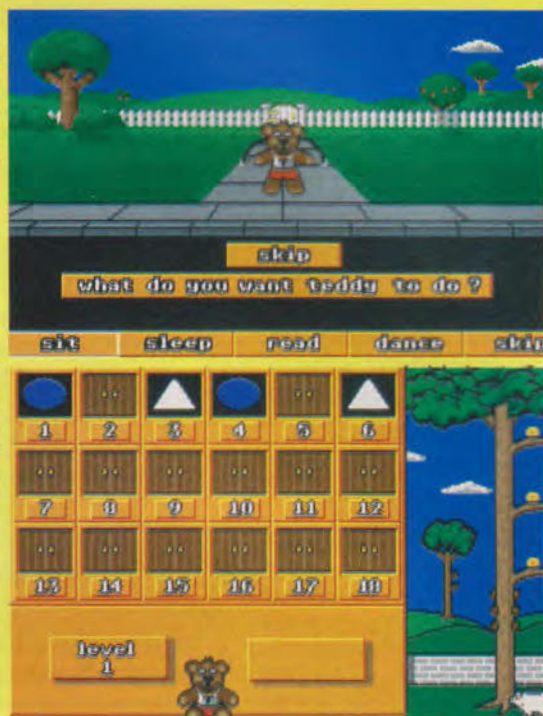 skip
what do you want teddy to do?
sit sleep read dance skip
1 2 3 4 5 6
7 8 9 10 11 12
13 14 15 16 17 18
level
1